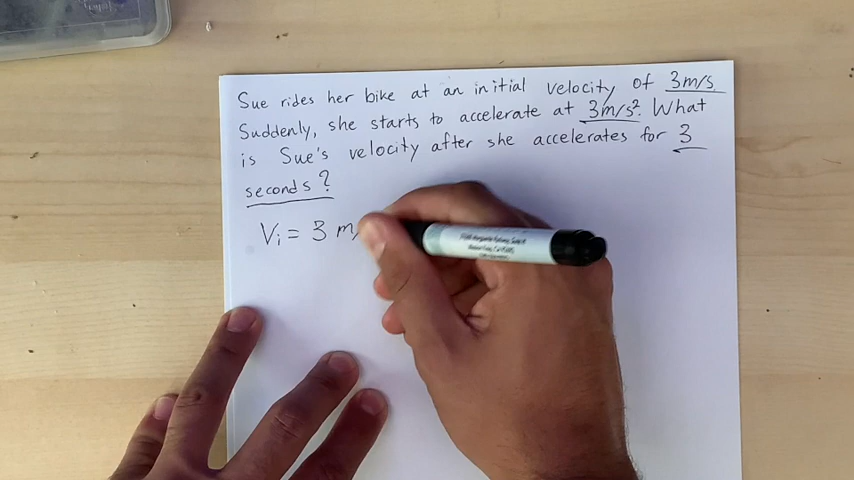 Sue rides her bike at an initial velocity of 3m/s.
Suddenly, she starts to accelerate at 3m/s². What
is Sue's velocity after she accelerates for 3
seconds?
Vi = 3 m/